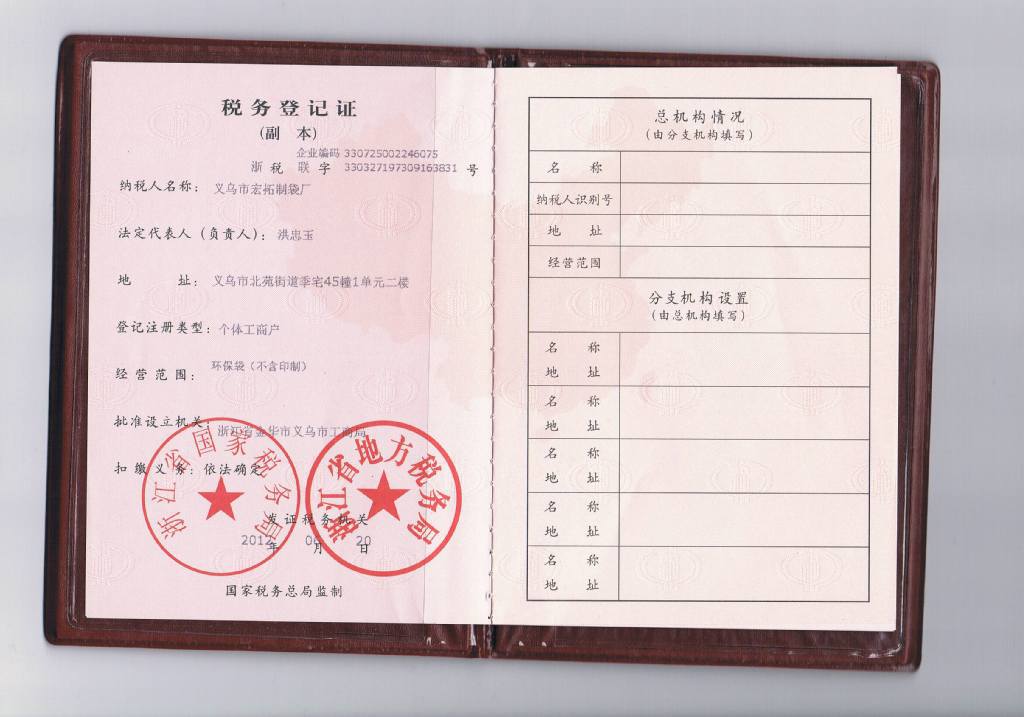 税务登记证
(副 本)
企业编码 330725002246075
浙 税 联 字 330327197309163831 号
纳税人名称: 义乌市宏拓制袋厂
法定代表人(负责人): 洪忠玉
地 址: 义乌市北苑街道季宅45幢1单元二楼
登记注册类型: 个体工商户
经营范围: 环保袋(不含印制)
批准设立机关: 浙江省金华市义乌市工商局
扣缴义务: 依法确定
浙江省国家税务局
浙江省地方税务局
发证税务机关
2012 年 06 月 20 日
国家税务总局监制
总机构情况
(由分支机构填写)
名 称
纳税人识别号
地 址
经营范围
分支机构设置
(由总机构填写)
名 称
地 址
名 称
地 址
名 称
地 址
名 称
地 址
名 称
地 址